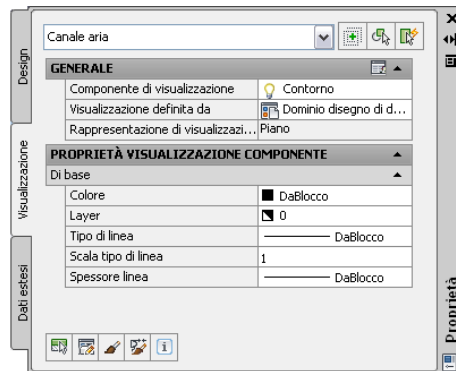 Canale aria
Design
GENERALE
Componente di visualizzazione Contorno
Visualizzazione definita da Dominio disegno di d...
Rappresentazione di visualizzazi... Piano
Visualizzazione
PROPRIETÀ VISUALIZZAZIONE COMPONENTE
Di base
Colore DaBlocco
Layer 0
Tipo di linea DaBlocco
Scala tipo di linea 1
Spessore linea DaBlocco
Dati estesi
Proprietà